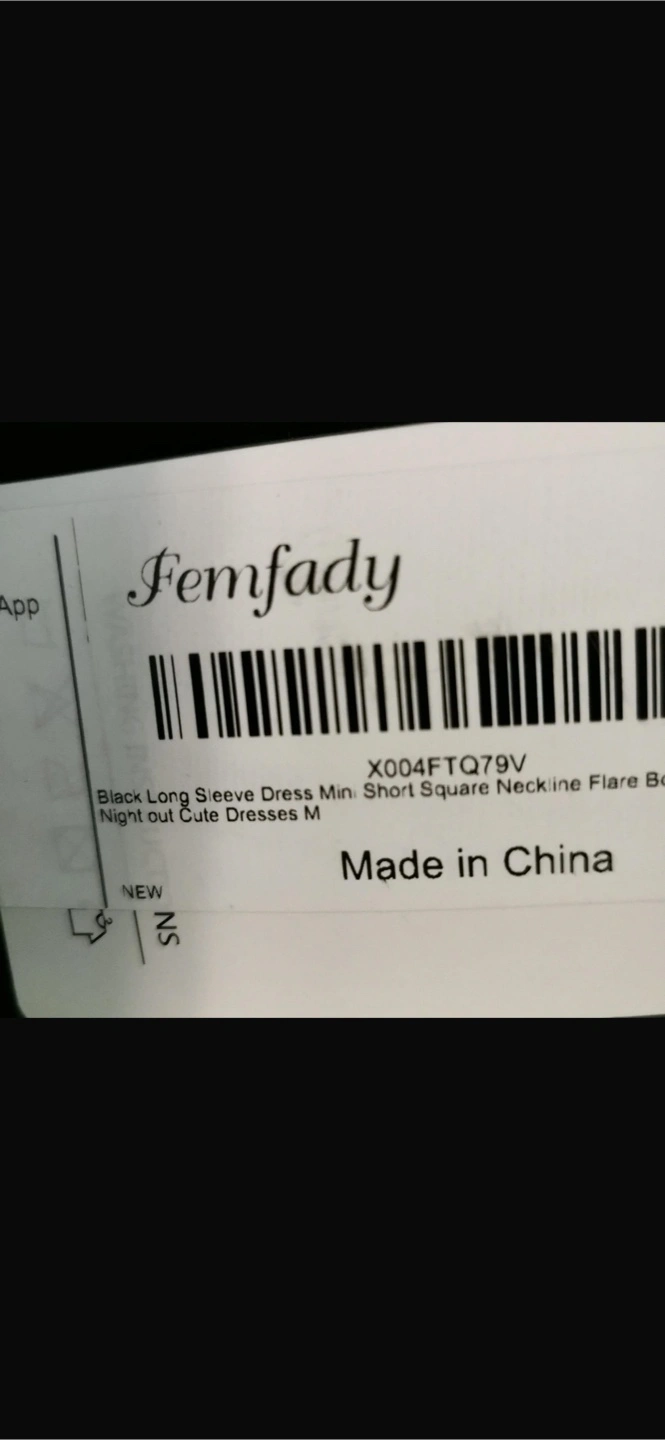 App
Femfady
X004FTQ79V
Black Long Sleeve Dress Mini Short Square Neckline Flare
Night out Cute Dresses M
Made in China
NEW
NS